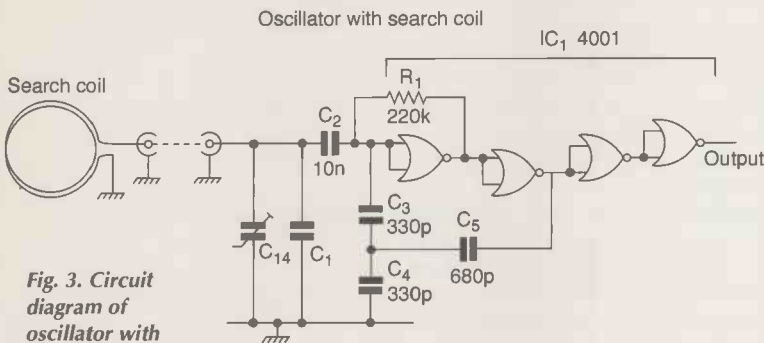 Oscillator with search coil
IC₁ 4001
Search coil
R₁
220k
C₂
10n
Output
C₃
330p
C₅
680p
C₁₄
C₁
C₄
330p
Fig. 3. Circuit
diagram of
oscillator with